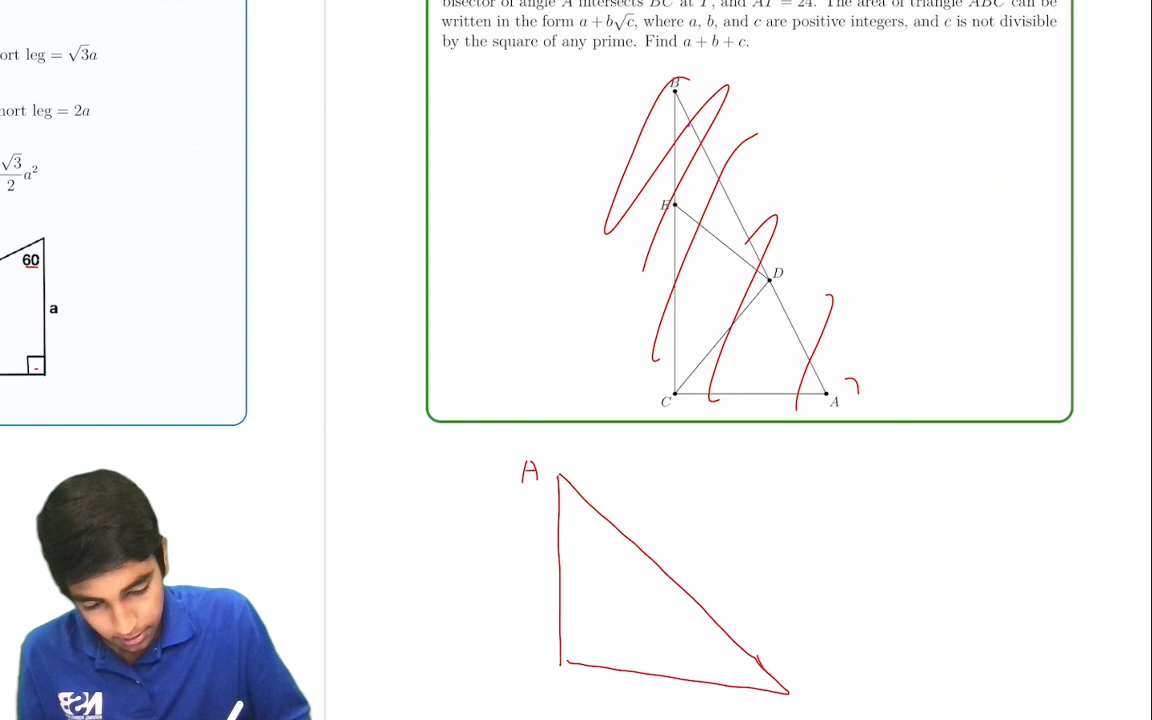 ort leg = √3a
ort leg = 2a
√3/2 a²
60
a
bisector of angle A intersects BC at T, and AT = 24. The area of triangle ABC can be
written in the form a + b√c, where a, b, and c are positive integers, and c is not divisible
by the square of any prime. Find a + b + c.
B
E
D
C
A
A